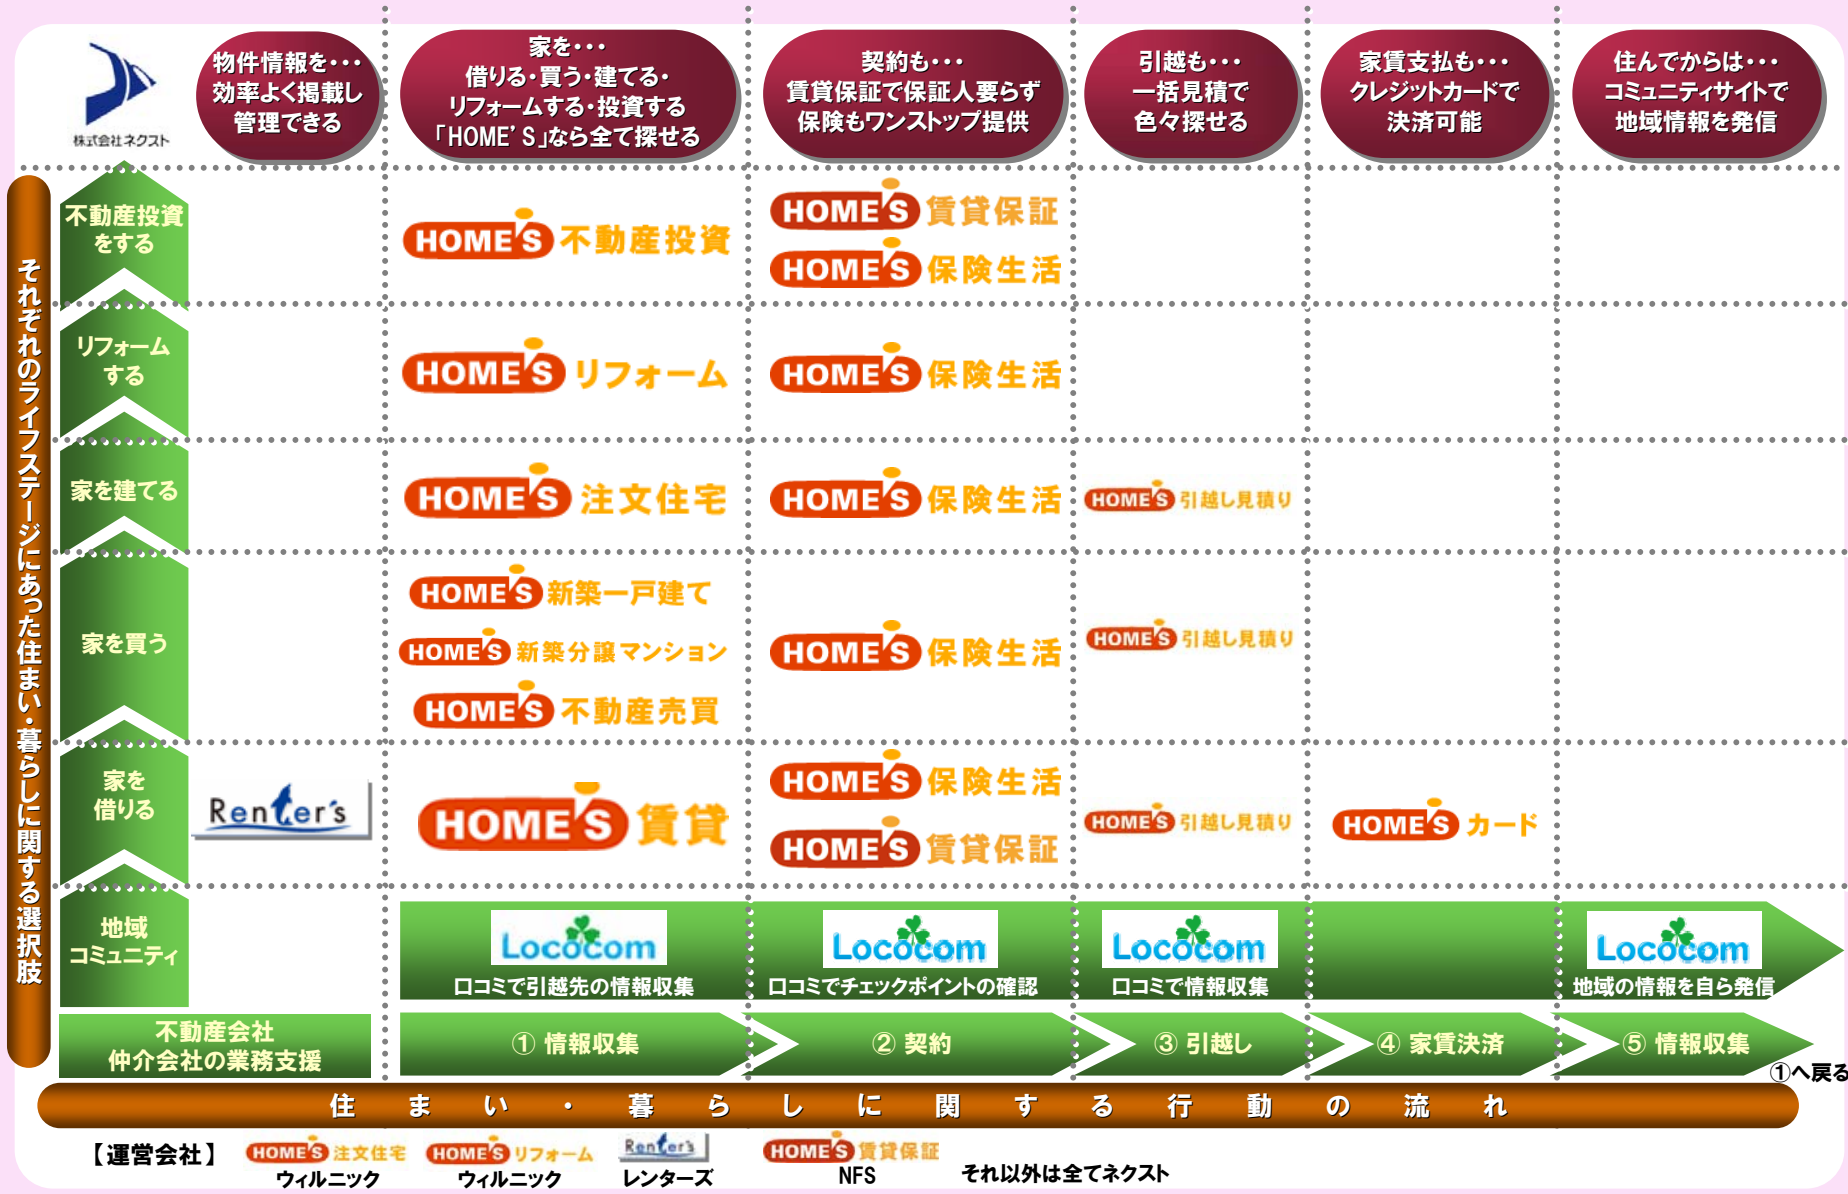 株式会社ネクスト
物件情報を・・・
効率よく掲載し
管理できる
家を・・・
借りる・買う・建てる・
リフォームする・投資する
「HOME'S」なら全て探せる
契約も・・・
賃貸保証で保証人要らず
保険もワンストップ提供
引越も・・・
一括見積で
色々探せる
家賃支払も・・・
クレジットカードで
決済可能
住んでからは・・・
コミュニティサイトで
地域情報を発信
それぞれのライフステージにあった住まい・暮らしに関する選択肢
不動産投資
をする
HOME'S 不動産投資
HOME'S 賃貸保証
HOME'S 保険生活
リフォーム
する
HOME'S リフォーム
HOME'S 保険生活
家を建てる
HOME'S 注文住宅
HOME'S 保険生活
HOME'S 引越し見積り
家を買う
HOME'S 新築一戸建て
HOME'S 新築分譲マンション
HOME'S 不動産売買
HOME'S 保険生活
HOME'S 引越し見積り
家を
借りる
Renter's
HOME'S 賃貸
HOME'S 保険生活
HOME'S 賃貸保証
HOME'S 引越し見積り
HOME'S カード
地域
コミュニティ
Lococom
口コミで引越先の情報収集
Lococom
口コミでチェックポイントの確認
Lococom
口コミで情報収集
Lococom
地域の情報を自ら発信
不動産会社
仲介会社の業務支援
① 情報収集
② 契約
③ 引越し
④ 家賃決済
⑤ 情報収集
①へ戻る
住まい・暮らしに関する行動の流れ
【運営会社】
HOME'S 注文住宅
ウィルニック
HOME'S リフォーム
ウィルニック
Renter's
レンターズ
HOME'S 賃貸保証
NFS
それ以外は全てネクスト